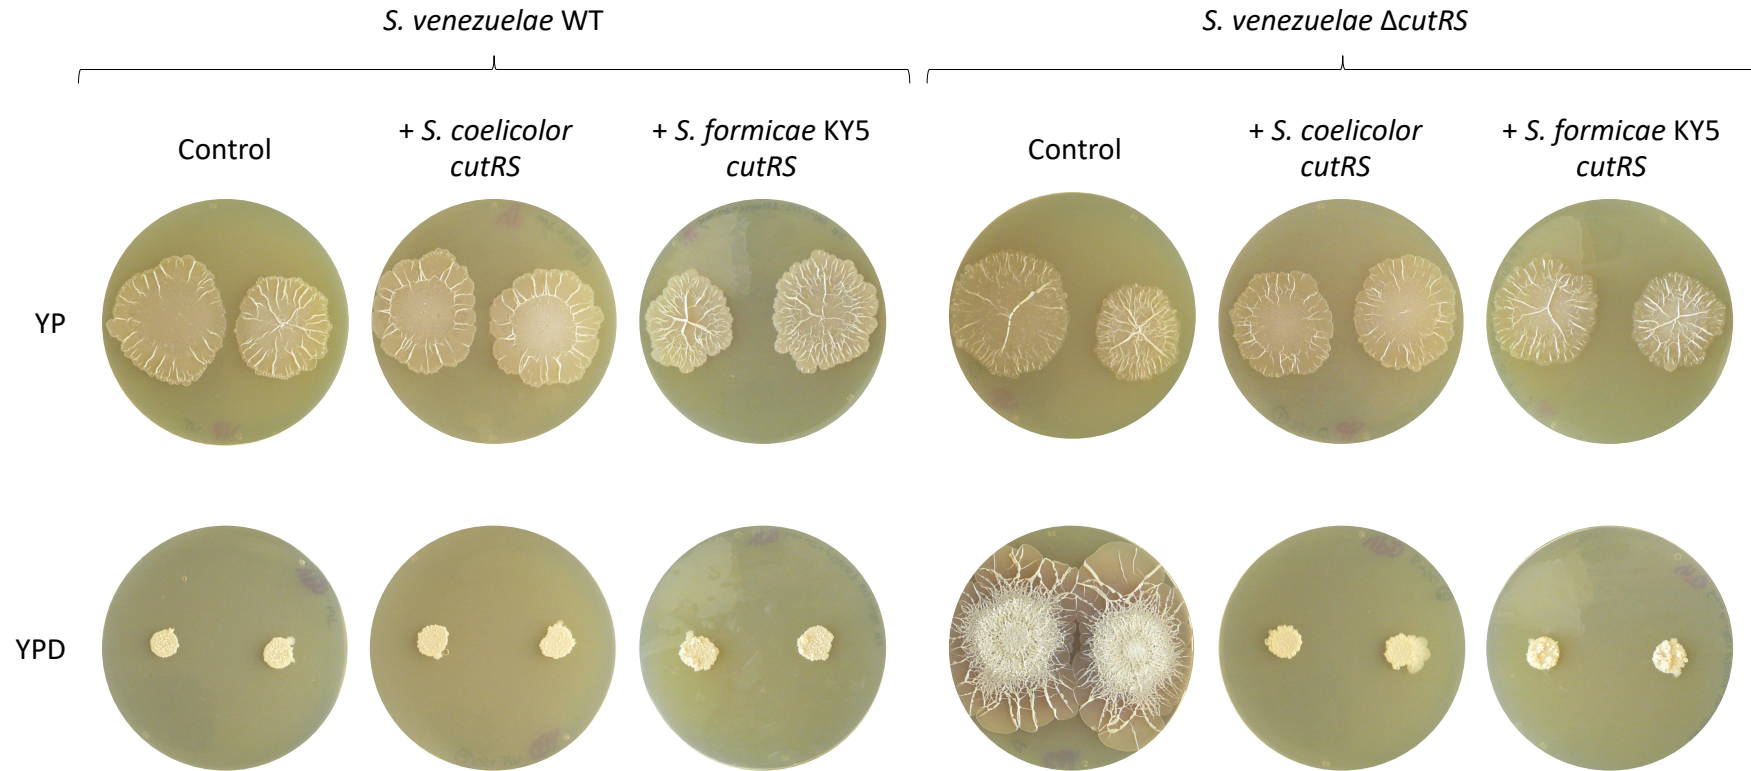 S. venezuelae WT
S. venezuelae ΔcutRS
Control
+ S. coelicolor
cutRS
+ S. formicae KY5
cutRS
Control
+ S. coelicolor
cutRS
+ S. formicae KY5
cutRS
YP
YPD